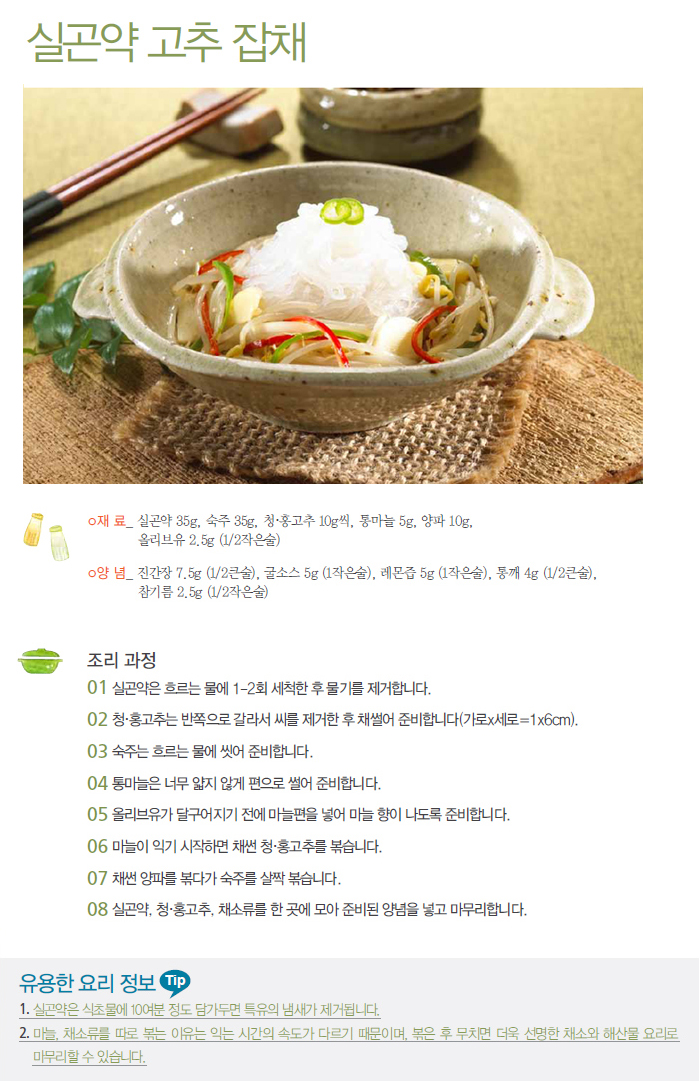 실곤약 고추 잡채
재 료_ 실곤약 35g, 숙주 35g, 청·홍고추 10g씩, 통마늘 5g, 양파 10g,
올리브유 2.5g (1/2작은술)
양 념_ 진간장 7.5g (1/2큰술), 굴소스 5g (1작은술), 레몬즙 5g (1작은술), 통깨 4g (1/2큰술),
참기름 2.5g (1/2작은술)
조리 과정
01 실곤약은 흐르는 물에 1-2회 세척한 후 물기를 제거합니다.
02 청·홍고추는 반쪽으로 갈라서 씨를 제거한 후 채썰어 준비합니다(가로x세로=1x6cm).
03 숙주는 흐르는 물에 씻어 준비합니다.
04 통마늘은 너무 얇지 않게 편으로 썰어 준비합니다.
05 올리브유가 달구어지기 전에 마늘편을 넣어 마늘 향이 나도록 준비합니다.
06 마늘이 익기 시작하면 채썬 청·홍고추를 볶습니다.
07 채썬 양파를 볶다가 숙주를 살짝 볶습니다.
08 실곤약, 청·홍고추, 채소류를 한 곳에 모아 준비된 양념을 넣고 마무리합니다.
유용한 요리 정보 Tip
1. 실곤약은 식초물에 10여분 정도 담가두면 특유의 냄새가 제거됩니다.
2. 마늘, 채소류를 따로 볶는 이유는 익는 시간의 속도가 다르기 때문이며, 볶은 후 무치면 더욱 선명한 채소와 해산물 요리로
마무리할 수 있습니다.